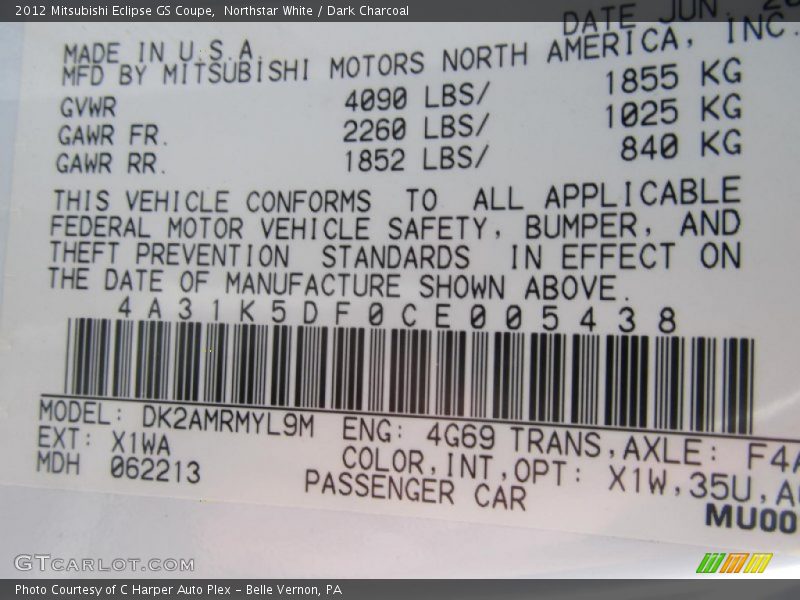 2012 Mitsubishi Eclipse GS Coupe,  Northstar White / Dark Charcoal
DATE JUN.
MADE IN U.S.A.
MFD BY MITSUBISHI MOTORS NORTH AMERICA, INC.
GVWR 4090 LBS/ 1855 KG
GAWR FR. 2260 LBS/ 1025 KG
GAWR RR. 1852 LBS/ 840 KG
THIS VEHICLE CONFORMS TO ALL APPLICABLE
FEDERAL MOTOR VEHICLE SAFETY, BUMPER, AND
THEFT PREVENTION STANDARDS IN EFFECT ON
THE DATE OF MANUFACTURE SHOWN ABOVE.
4A31K5DF0CE005438
MODEL: DK2AMRMYL9M ENG: 4G69 TRANS,AXLE: F4A
EXT: X1WA COLOR,INT,OPT: X1W,35U,A
MDH 062213 PASSENGER CAR
MU00
GTCARLOT.COM
Photo Courtesy of C Harper Auto Plex – Belle Vernon, PA